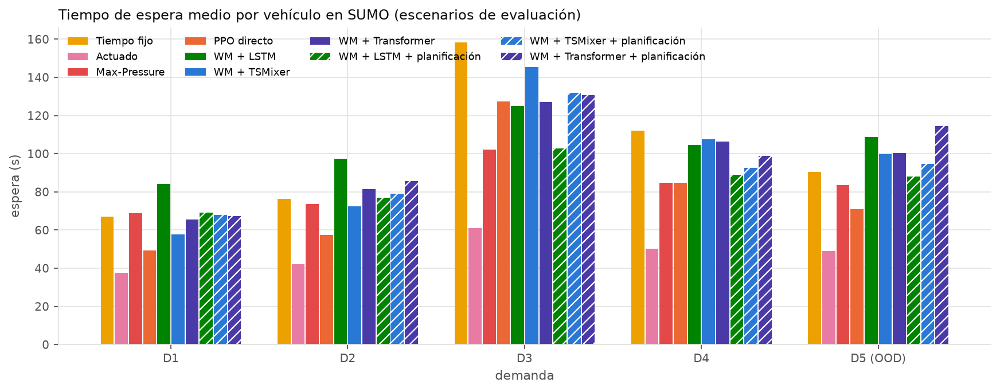 Tiempo de espera medio por vehículo en SUMO (escenarios de evaluación)
Tiempo fijo
Actuado
Max-Pressure
PPO directo
WM + LSTM
WM + TSMixer
WM + Transformer
WM + LSTM + planificación
WM + TSMixer + planificación
WM + Transformer + planificación
espera (s)
160
140
120
100
80
60
40
20
0
D1
D2
D3
D4
D5 (OOD)
demanda